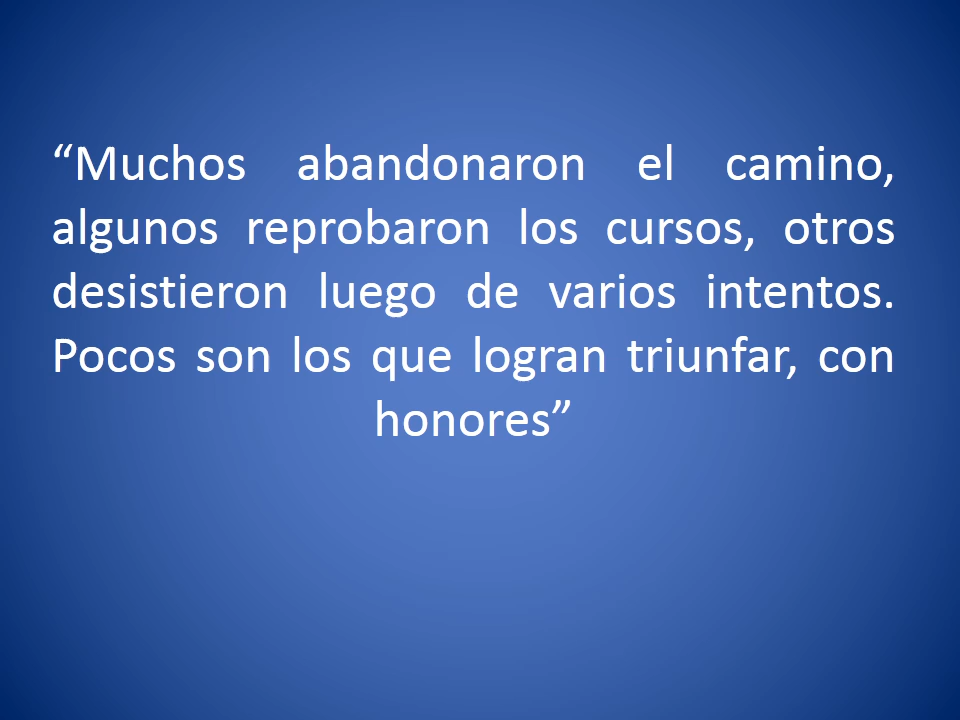 “Muchos abandonaron el camino,
algunos reprobaron los cursos, otros
desistieron luego de varios intentos.
Pocos son los que logran triunfar, con
honores”